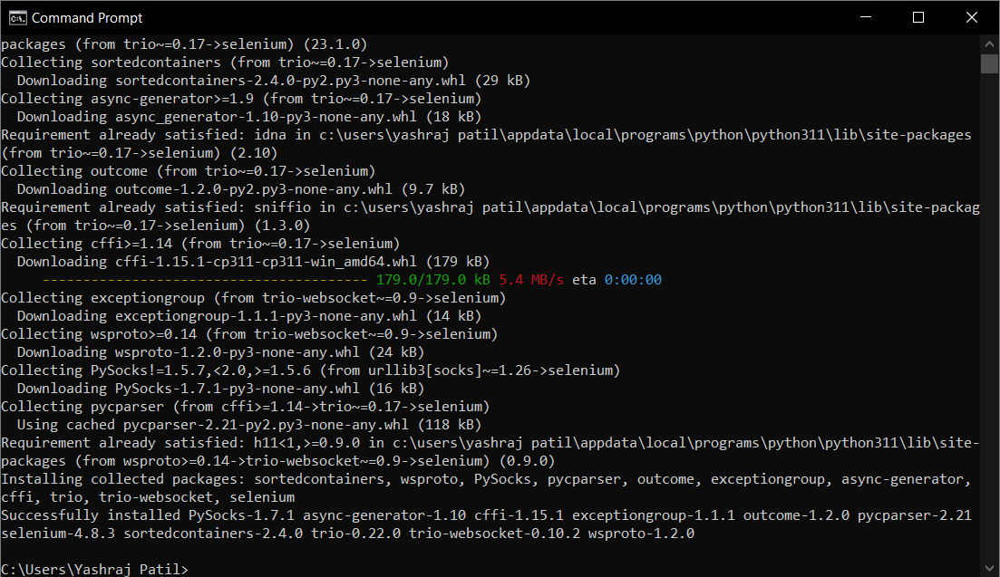 Command Prompt
packages (from trio~=0.17->selenium) (23.1.0)
Collecting sortedcontainers (from trio~=0.17->selenium)
  Downloading sortedcontainers-2.4.0-py2.py3-none-any.whl (29 kB)
Collecting async-generator>=1.9 (from trio~=0.17->selenium)
  Downloading async_generator-1.10-py3-none-any.whl (18 kB)
Requirement already satisfied: idna in c:\users\yashraj patil\appdata\local\programs\python\python311\lib\site-packages
(from trio~=0.17->selenium) (2.10)
Collecting outcome (from trio~=0.17->selenium)
  Downloading outcome-1.2.0-py2.py3-none-any.whl (9.7 kB)
Requirement already satisfied: sniffio in c:\users\yashraj patil\appdata\local\programs\python\python311\lib\site-packag
es (from trio~=0.17->selenium) (1.3.0)
Collecting cffi>=1.14 (from trio~=0.17->selenium)
  Downloading cffi-1.15.1-cp311-cp311-win_amd64.whl (179 kB)
     ---------------------------------------- 179.0/179.0 kB 5.4 MB/s eta 0:00:00
Collecting exceptiongroup (from trio-websocket~=0.9->selenium)
  Downloading exceptiongroup-1.1.1-py3-none-any.whl (14 kB)
Collecting wsproto>=0.14 (from trio-websocket~=0.9->selenium)
  Downloading wsproto-1.2.0-py3-none-any.whl (24 kB)
Collecting PySocks!=1.5.7,<2.0,>=1.5.6 (from urllib3[socks]~=1.26->selenium)
  Downloading PySocks-1.7.1-py3-none-any.whl (16 kB)
Collecting pycparser (from cffi>=1.14->trio~=0.17->selenium)
  Using cached pycparser-2.21-py2.py3-none-any.whl (118 kB)
Requirement already satisfied: h11<1,>=0.9.0 in c:\users\yashraj patil\appdata\local\programs\python\python311\lib\site-
packages (from wsproto>=0.14->trio-websocket~=0.9->selenium) (0.9.0)
Installing collected packages: sortedcontainers, wsproto, PySocks, pycparser, outcome, exceptiongroup, async-generator,
cffi, trio, trio-websocket, selenium
Successfully installed PySocks-1.7.1 async-generator-1.10 cffi-1.15.1 exceptiongroup-1.1.1 outcome-1.2.0 pycparser-2.21
selenium-4.8.3 sortedcontainers-2.4.0 trio-0.22.0 trio-websocket-0.10.2 wsproto-1.2.0
C:\Users\Yashraj Patil>